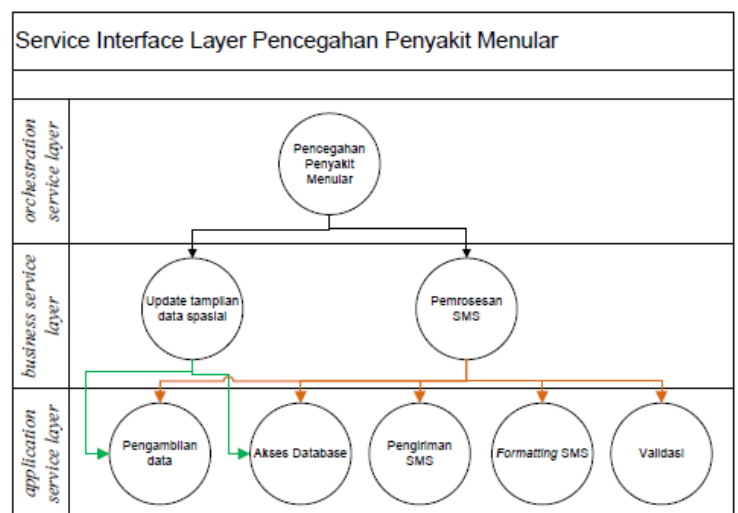 Service Interface Layer Pencegahan Penyakit Menular
orchestration
service layer
Pencegahan
Penyakit
Menular
business service
layer
Update tampilan
data spasial
Pemrosesan
SMS
application
service layer
Pengambilan
data
Akses Database
Pengiriman
SMS
Formatting SMS
Validasi